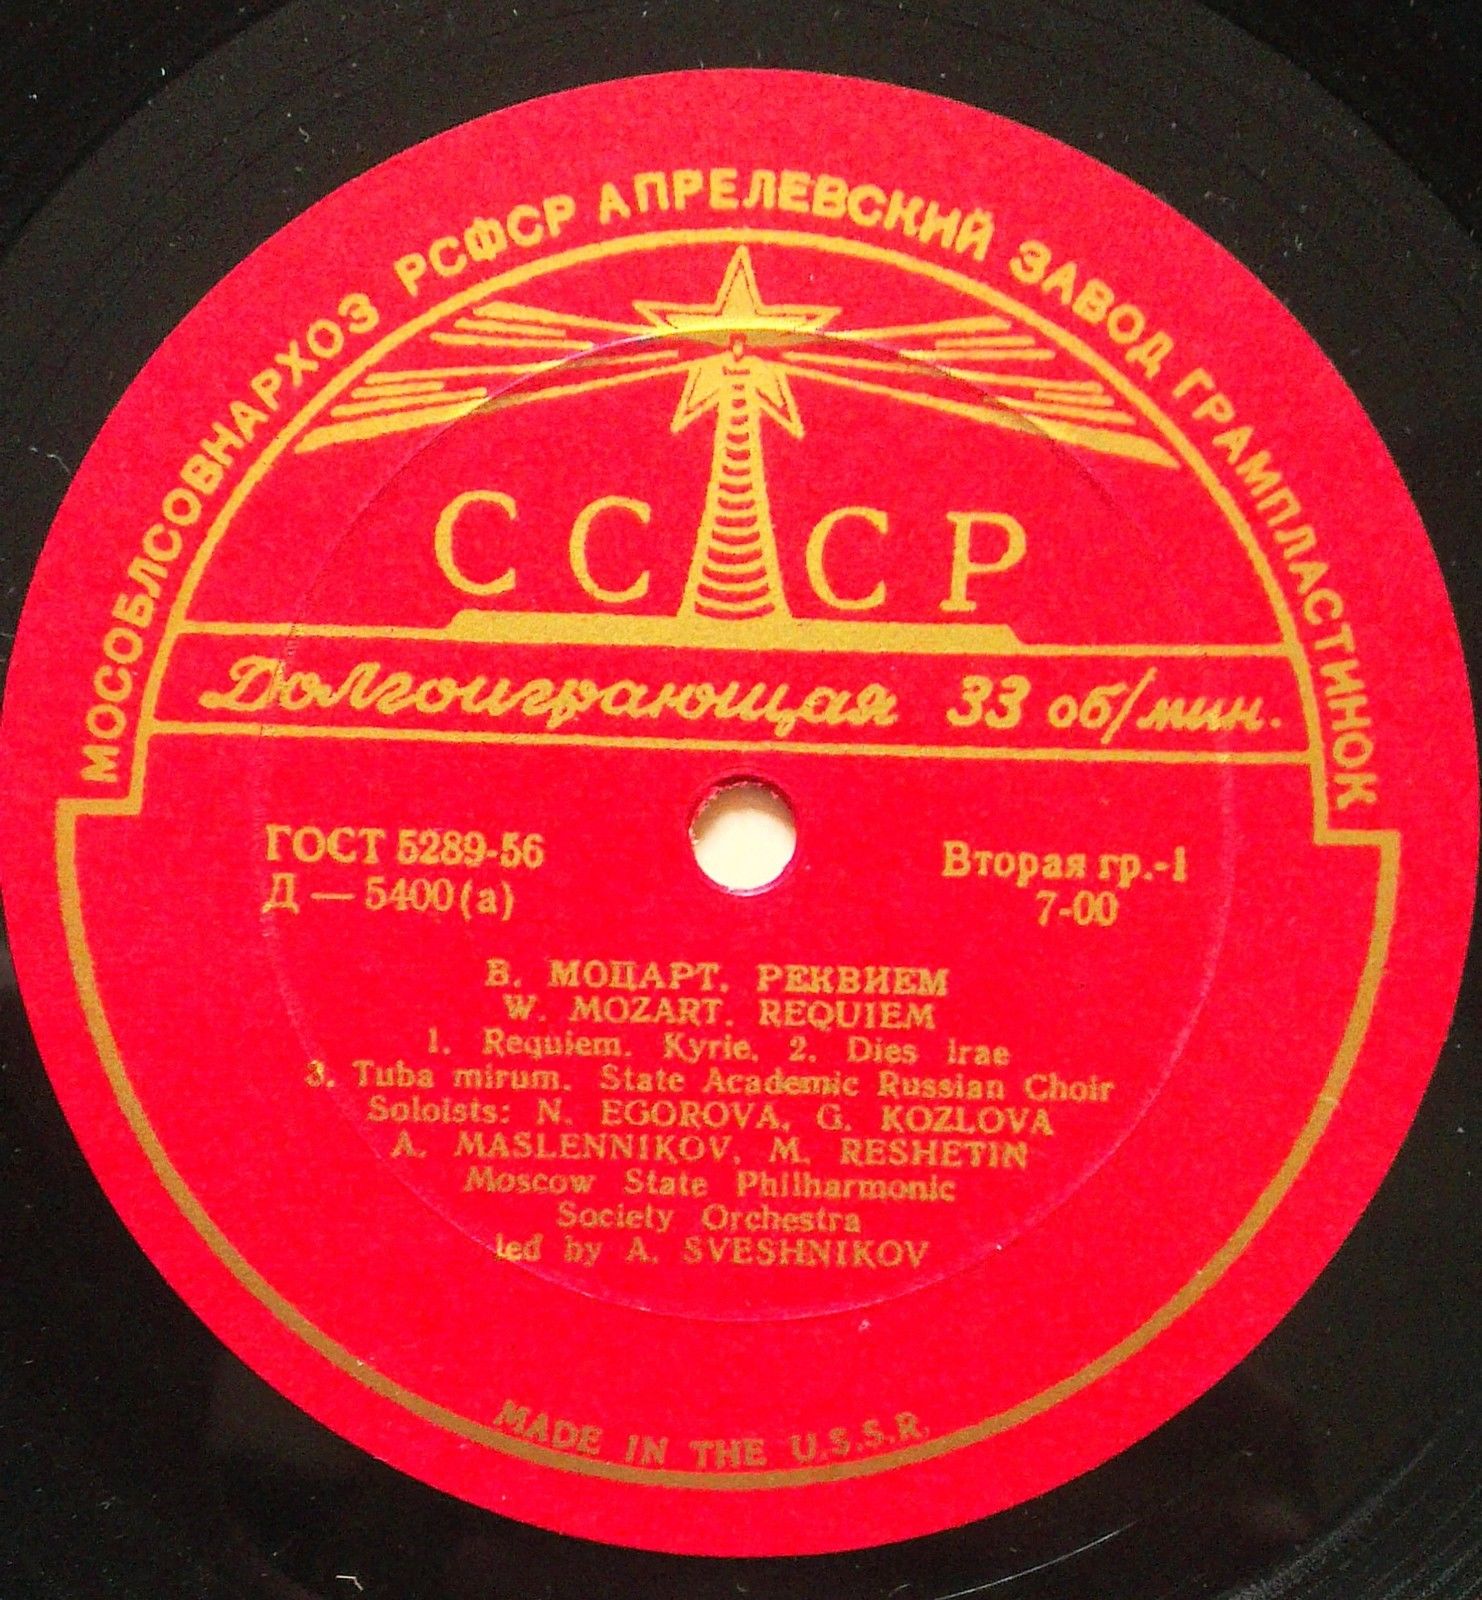 МОСОБЛСОВНАРХОЗ РСФСР АПРЕЛЕВСКИЙ ЗАВОД ГРАМПЛАСТИНОК
СССР
Долгоиграющая 33 об/мин.
ГОСТ 5289-56
Д — 5400(а)
Вторая гр.-1
7-00
В. МОЦАРТ. РЕКВИЕМ
W. MOZART. REQUIEM
1. Requiem. Kyrie. 2. Dies Irae
3. Tuba mirum. State Academic Russian Choir
Soloists: N. EGOROVA, G. KOZLOVA
A. MASLENNIKOV, M. RESHETIN
Moscow State Philharmonic
Society Orchestra
led by A. SVESHNIKOV
MADE IN THE U.S.S.R.